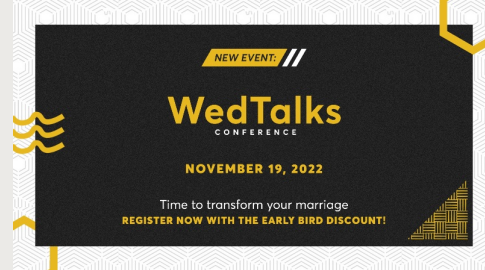 NEW EVENT:
WedTalks
CONFERENCE
NOVEMBER 19, 2022
Time to transform your marriage
REGISTER NOW WITH THE EARLY BIRD DISCOUNT!